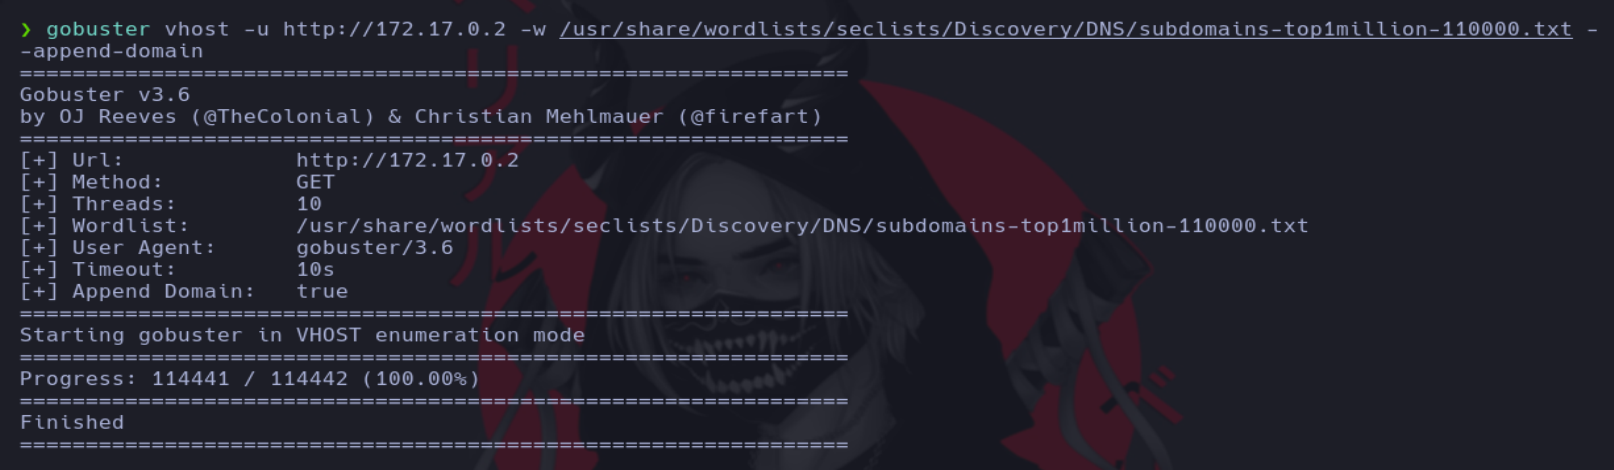 ❯ gobuster vhost -u http://172.17.0.2 -w /usr/share/wordlists/seclists/Discovery/DNS/subdomains-top1million-110000.txt -
-append-domain
===============================================================
Gobuster v3.6
by OJ Reeves (@TheColonial) & Christian Mehlmauer (@firefart)
===============================================================
[+] Url:             http://172.17.0.2
[+] Method:          GET
[+] Threads:         10
[+] Wordlist:        /usr/share/wordlists/seclists/Discovery/DNS/subdomains-top1million-110000.txt
[+] User Agent:      gobuster/3.6
[+] Timeout:         10s
[+] Append Domain:   true
===============================================================
Starting gobuster in VHOST enumeration mode
===============================================================
Progress: 114441 / 114442 (100.00%)
===============================================================
Finished
===============================================================